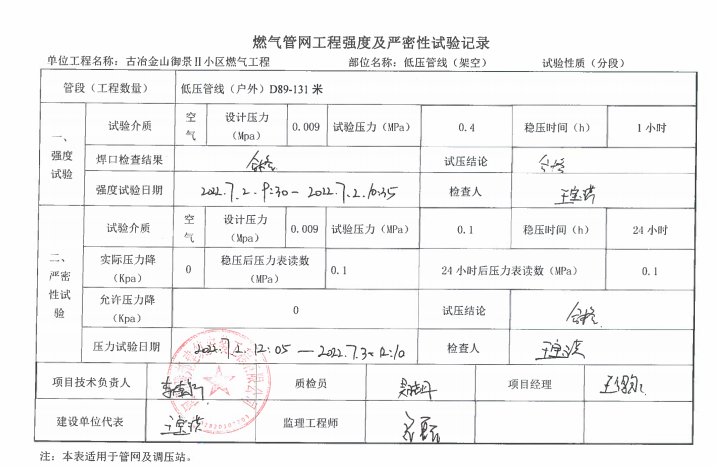 燃气管网工程强度及严密性试验记录
单位工程名称：古冶金山御景Ⅱ小区燃气工程 部位名称：低压管线（架空） 试验性质（分段）
管段（工程数量） 低压管线（户外）D89-131 米
一、强度试验
试验介质 空气 设计压力（Mpa） 0.009 试验压力（MPa） 0.4 稳压时间（h） 1 小时
焊口检查结果 合格 试压结论 合格
强度试验日期 2022.7.2. 9:30 - 2022.7.2.10:35 检查人
二、严密性试验
试验介质 空气 设计压力（MPa） 0.009 试验压力（MPa） 0.1 稳压时间（h） 24 小时
实际压力降（Kpa） 0 稳压后压力表读数（MPa） 0.1 24 小时后压力表读数（MPa） 0.1
允许压力降（Kpa） 0 试压结论 合格
压力试验日期 2022.7.2. 12:05 — 2022.7.3 12:10 检查人
项目技术负责人 质检员 项目经理
建设单位代表 监理工程师
注：本表适用于管网及调压站。